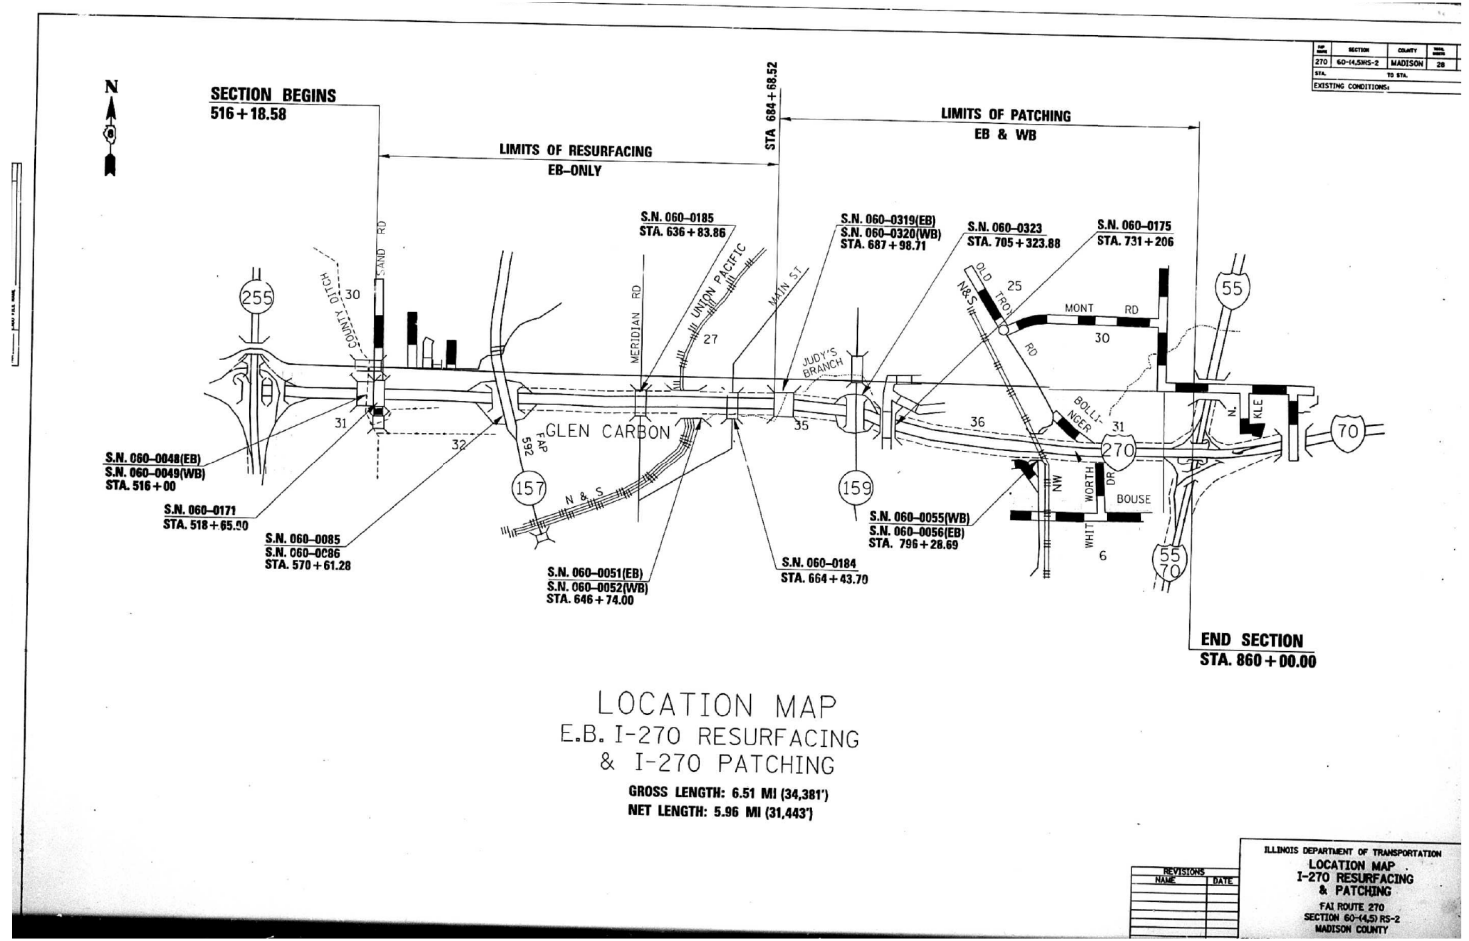 SECTION
COUNTY
270
60-(4,5)RS-2
MADISON
28
STA.
TO STA.
EXISTING CONDITIONS:
N
SECTION BEGINS
516+18.58
STA 684+68.52
LIMITS OF PATCHING
EB & WB
LIMITS OF RESURFACING
EB-ONLY
S.N. 060-0185
STA. 636+83.86
S.N. 060-0319(EB)
S.N. 060-0320(WB)
STA. 687+98.71
S.N. 060-0323
STA. 705+323.88
S.N. 060-0175
STA. 731+206
255
COUNTY DITCH
30
SAND RD
MERIDIAN RD
UNION PACIFIC
27
MAIN ST
JUDY'S
BRANCH
OLD TROY
RD
N&S
25
MONT RD
30
55
31
32
FAP
592
GLEN CARBON
35
36
BOLLI-
NGER
31
270
N.
KLE
70
157
N & S
159
NW
WORTH
DR
WHIT
BOUSE
6
55
70
S.N. 060-0048(EB)
S.N. 060-0049(WB)
STA. 516+00
S.N. 060-0171
STA. 518+65.00
S.N. 060-0085
S.N. 060-0086
STA. 570+61.28
S.N. 060-0051(EB)
S.N. 060-0052(WB)
STA. 646+74.00
S.N. 060-0184
STA. 664+43.70
S.N. 060-0055(WB)
S.N. 060-0056(EB)
STA. 796+28.69
END SECTION
STA. 860+00.00
LOCATION MAP
E.B. I-270 RESURFACING
& I-270 PATCHING
GROSS LENGTH: 6.51 MI (34,381')
NET LENGTH: 5.96 MI (31,443')
REVISIONS
NAME
DATE
ILLINOIS DEPARTMENT OF TRANSPORTATION
LOCATION MAP
I-270 RESURFACING
& PATCHING
FAI ROUTE 270
SECTION 60-(4,5) RS-2
MADISON COUNTY